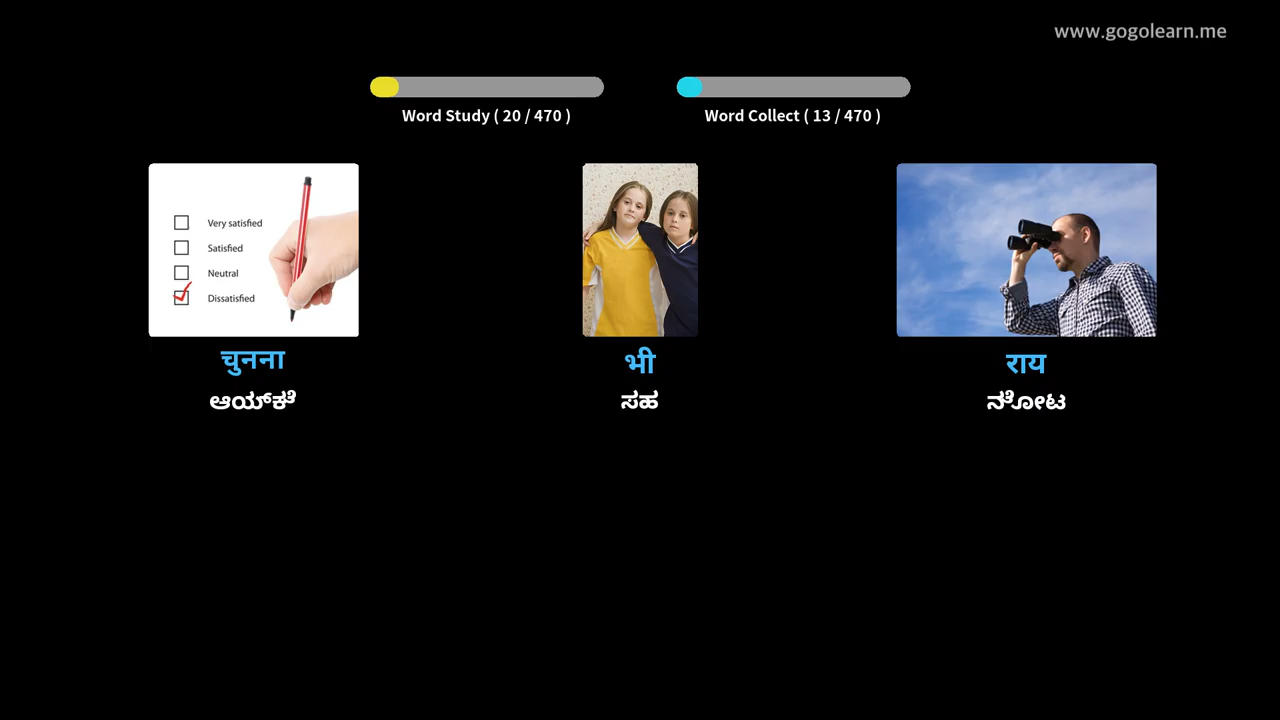 www.gogolearn.me
Word Study ( 20 / 470 )
Word Collect ( 13 / 470 )
Very satisfied
Satisfied
Neutral
Dissatisfied
चुनना
भी
राय
ಆಯ್‌ಕೆ
ಸಹ
ನೋಟ